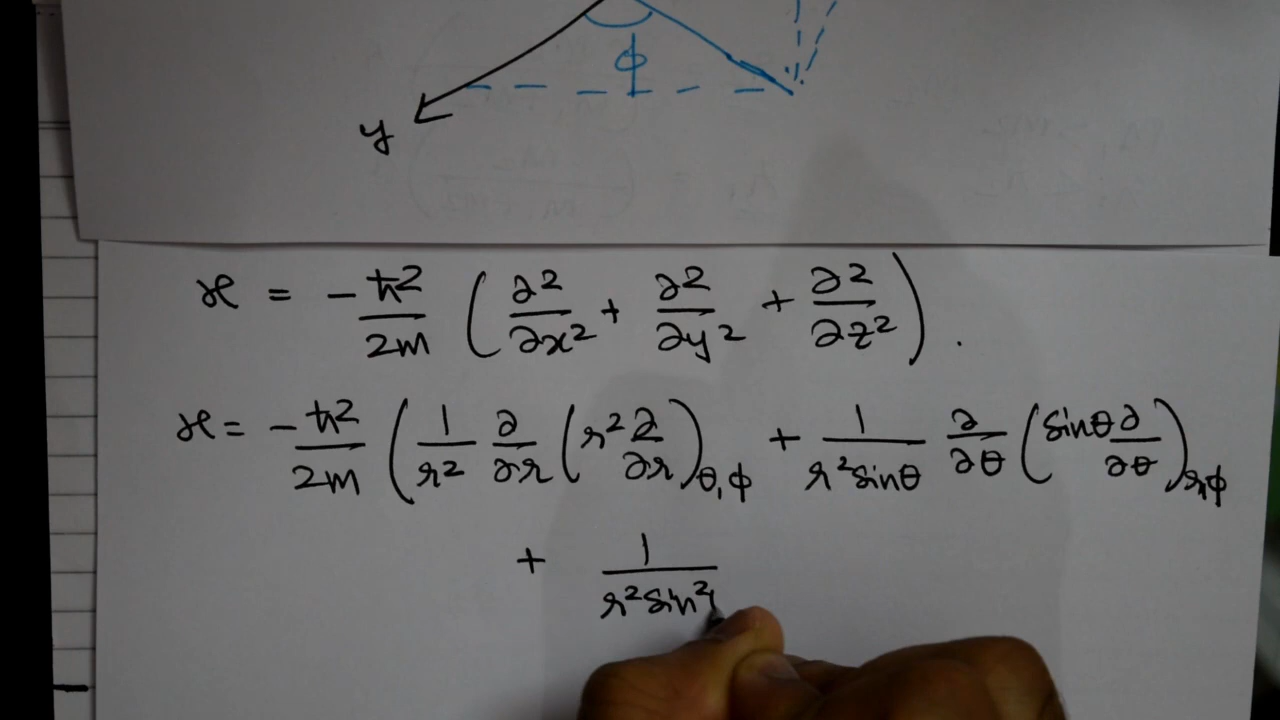 ϕ
y
ℋ = -ħ²/2m ( ∂²/∂x² + ∂²/∂y² + ∂²/∂z² ) .
ℋ = -ħ²/2m ( 1/r² ∂/∂r ( r² ∂/∂r )θ,ϕ + 1/r² sinθ ∂/∂θ ( sinθ ∂/∂θ )r,ϕ
+ 1/r² sin²